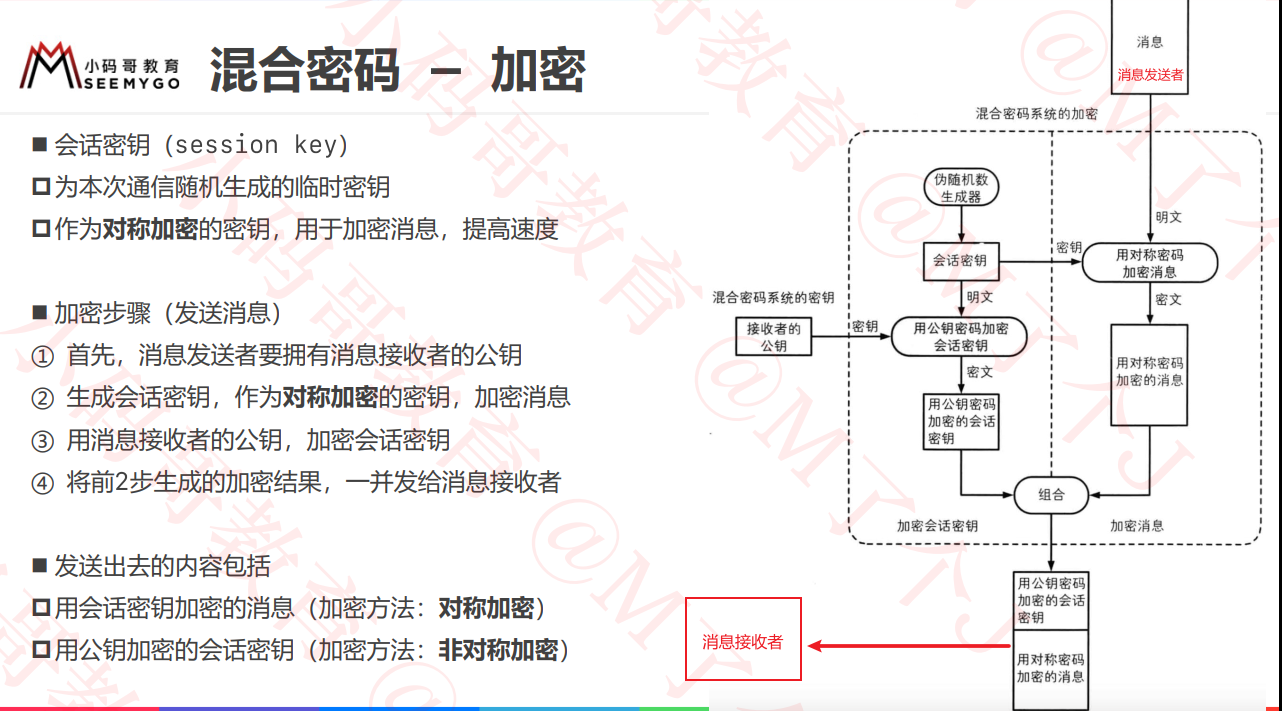 小码哥教育
SEEMYGO
混合密码 － 加密
■ 会话密钥（session key）
为本次通信随机生成的临时密钥
作为对称加密的密钥，用于加密消息，提高速度
■ 加密步骤（发送消息）
① 首先，消息发送者要拥有消息接收者的公钥
② 生成会话密钥，作为对称加密的密钥，加密消息
③ 用消息接收者的公钥，加密会话密钥
④ 将前2步生成的加密结果，一并发给消息接收者
■ 发送出去的内容包括
用会话密钥加密的消息（加密方法：对称加密）
用公钥加密的会话密钥（加密方法：非对称加密）
消息
消息发送者
混合密码系统的加密
伪随机数
生成器
明文
会话密钥
密钥
用对称密码
加密消息
明文
密文
混合密码系统的密钥
接收者的
公钥
密钥
用公钥密码加密
会话密钥
密文
用对称密码
加密的消息
用公钥密码
加密的会话
密钥
组合
加密会话密钥
加密消息
用公钥密码
加密的会话
密钥
用对称密码
加密的消息
消息接收者
小码哥教育 @M了个J